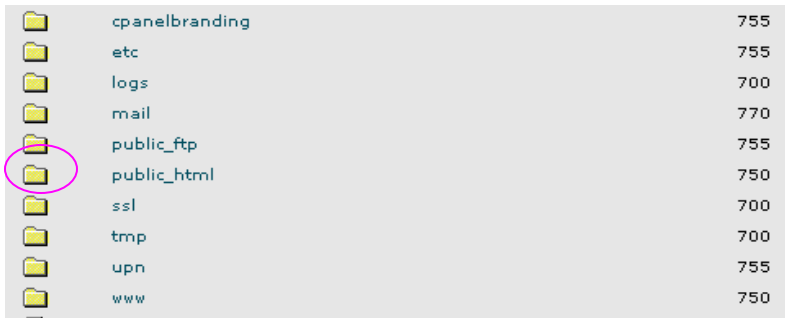 cpanelbranding 755
etc 755
logs 700
mail 770
public_ftp 755
public_html 750
ssl 700
tmp 700
upn 755
www 750